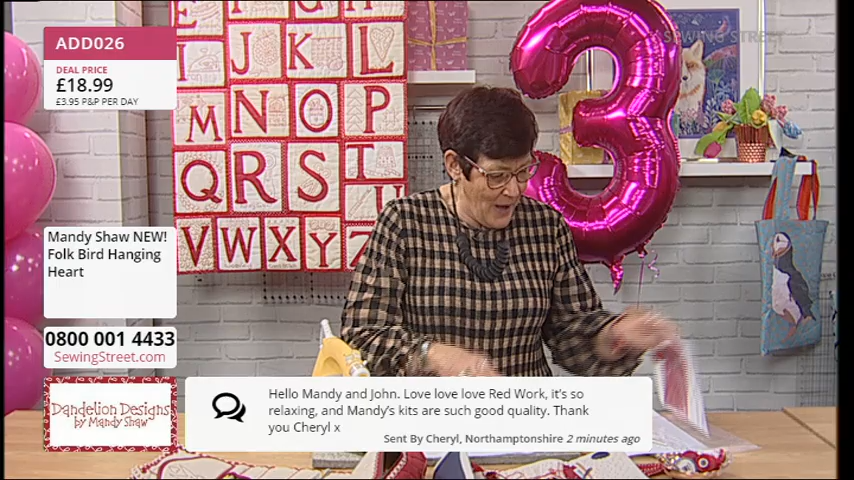 ADD026
DEAL PRICE
£18.99
£3.95 P&P PER DAY
SEWING STREET
J K L
M N O P
Q R S T U
V W X Y Z
3
Mandy Shaw NEW!
Folk Bird Hanging
Heart
0800 001 4433
SewingStreet.com
Dandelion Designs
by Mandy Shaw
Hello Mandy and John. Love love love Red Work, it's so
relaxing, and Mandy's kits are such good quality. Thank
you Cheryl x
Sent By Cheryl, Northamptonshire 2 minutes ago